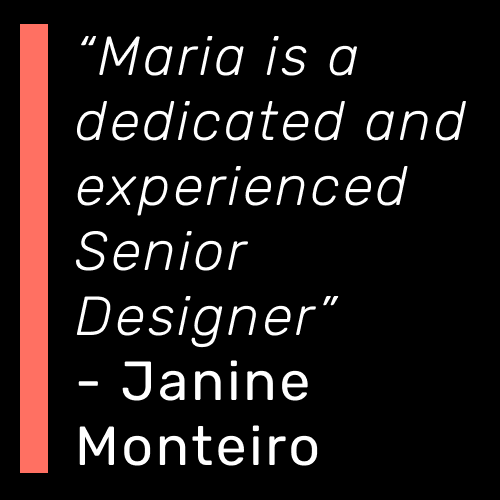 “Maria is a
dedicated and
experienced
Senior
Designer”
- Janine
Monteiro